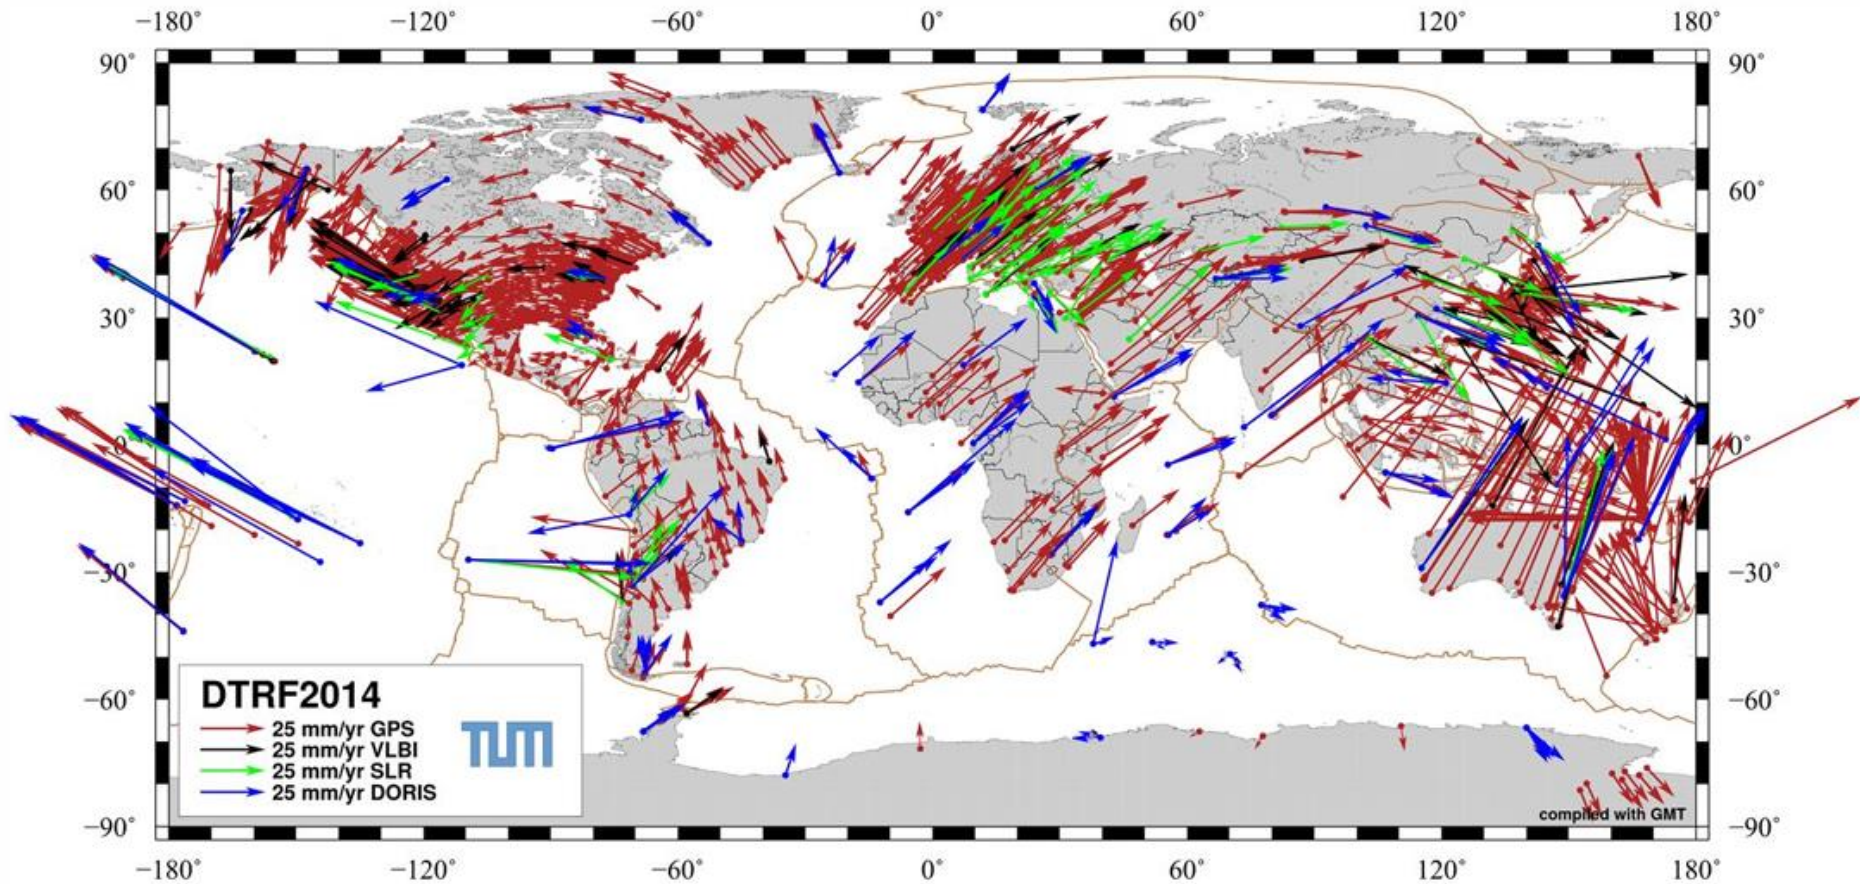 −180° −120° −60° 0° 60° 120° 180°
90° 90°
60° 60°
30° 30°
0° 0°
−30° −30°
DTRF2014
25 mm/yr GPS
25 mm/yr VLBI
25 mm/yr SLR
25 mm/yr DORIS
TUM
−60° −60°
compiled with GMT
−90° −90°
−180° −120° −60° 0° 60° 120° 180°